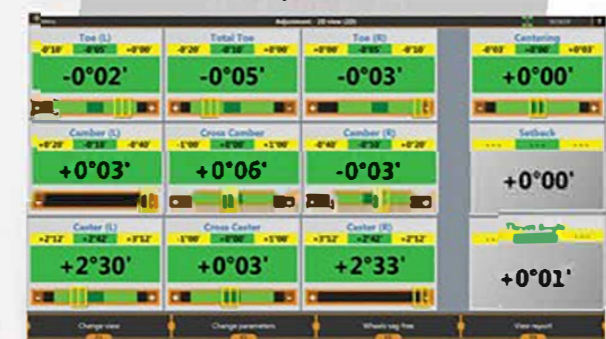 Menu Adjustment - 2D view (2D)
Toe (L) Total Toe Toe (R) Centering
-0°10' -0°05' +0°00' -0°20' -0°10' +0°00' +0°00' -0°05' -0°10' -0°03' +0°00' +0°03'
-0°02' -0°05' -0°03' +0°00'
Camber (L) Cross Camber Camber (R) Setback
+0°20' -0°10' -0°40' -1°00' +0°00' +1°00' -0°40' -0°10' +0°20' --- --- ---
+0°03' +0°06' -0°03' +0°00'
Caster (L) Cross Caster Caster (R)
+2°12' +2°42' +3°12' -1°00' +0°00' +1°00' +3°12' +2°42' +2°12'
+2°30' +0°03' +2°33' +0°01'
Change view Change parameters Wheels sag free View report